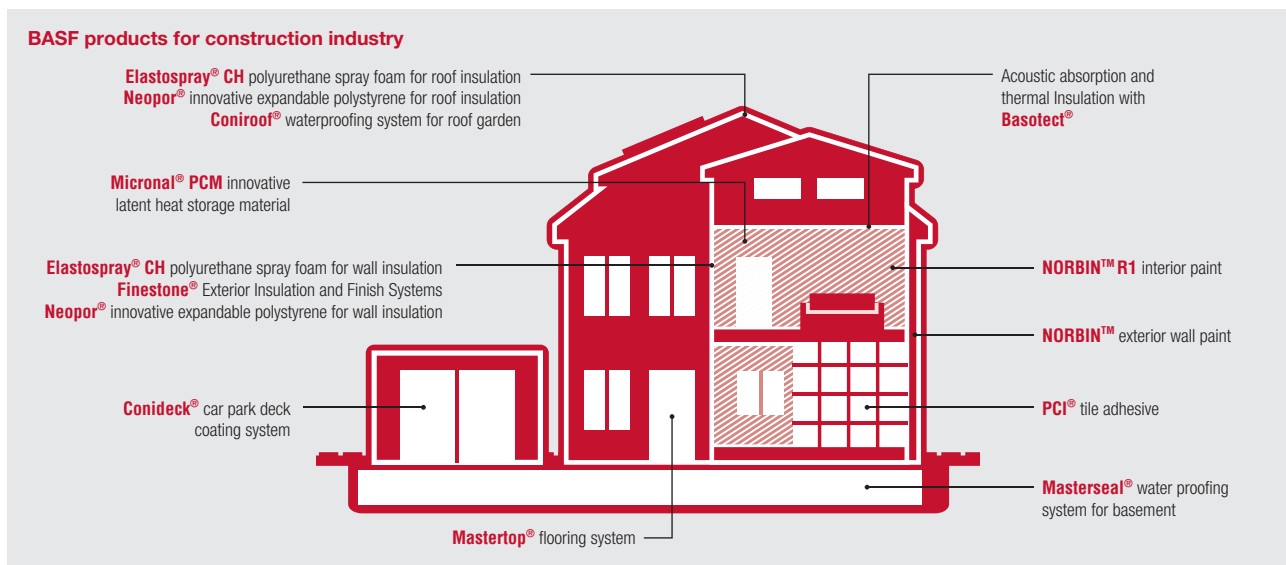 BASF products for construction industry
Elastospray® CH polyurethane spray foam for roof insulation
Neopor® innovative expandable polystyrene for roof insulation
Coniroof® waterproofing system for roof garden
Acoustic absorption and
thermal Insulation with
Basotect®
Micronal® PCM innovative
latent heat storage material
Elastospray® CH polyurethane spray foam for wall insulation
Finestone® Exterior Insulation and Finish Systems
Neopor® innovative expandable polystyrene for wall insulation
NORBIN™ R1 interior paint
NORBIN™ exterior wall paint
Conideck® car park deck
coating system
PCI® tile adhesive
Masterseal® water proofing
system for basement
Mastertop® flooring system